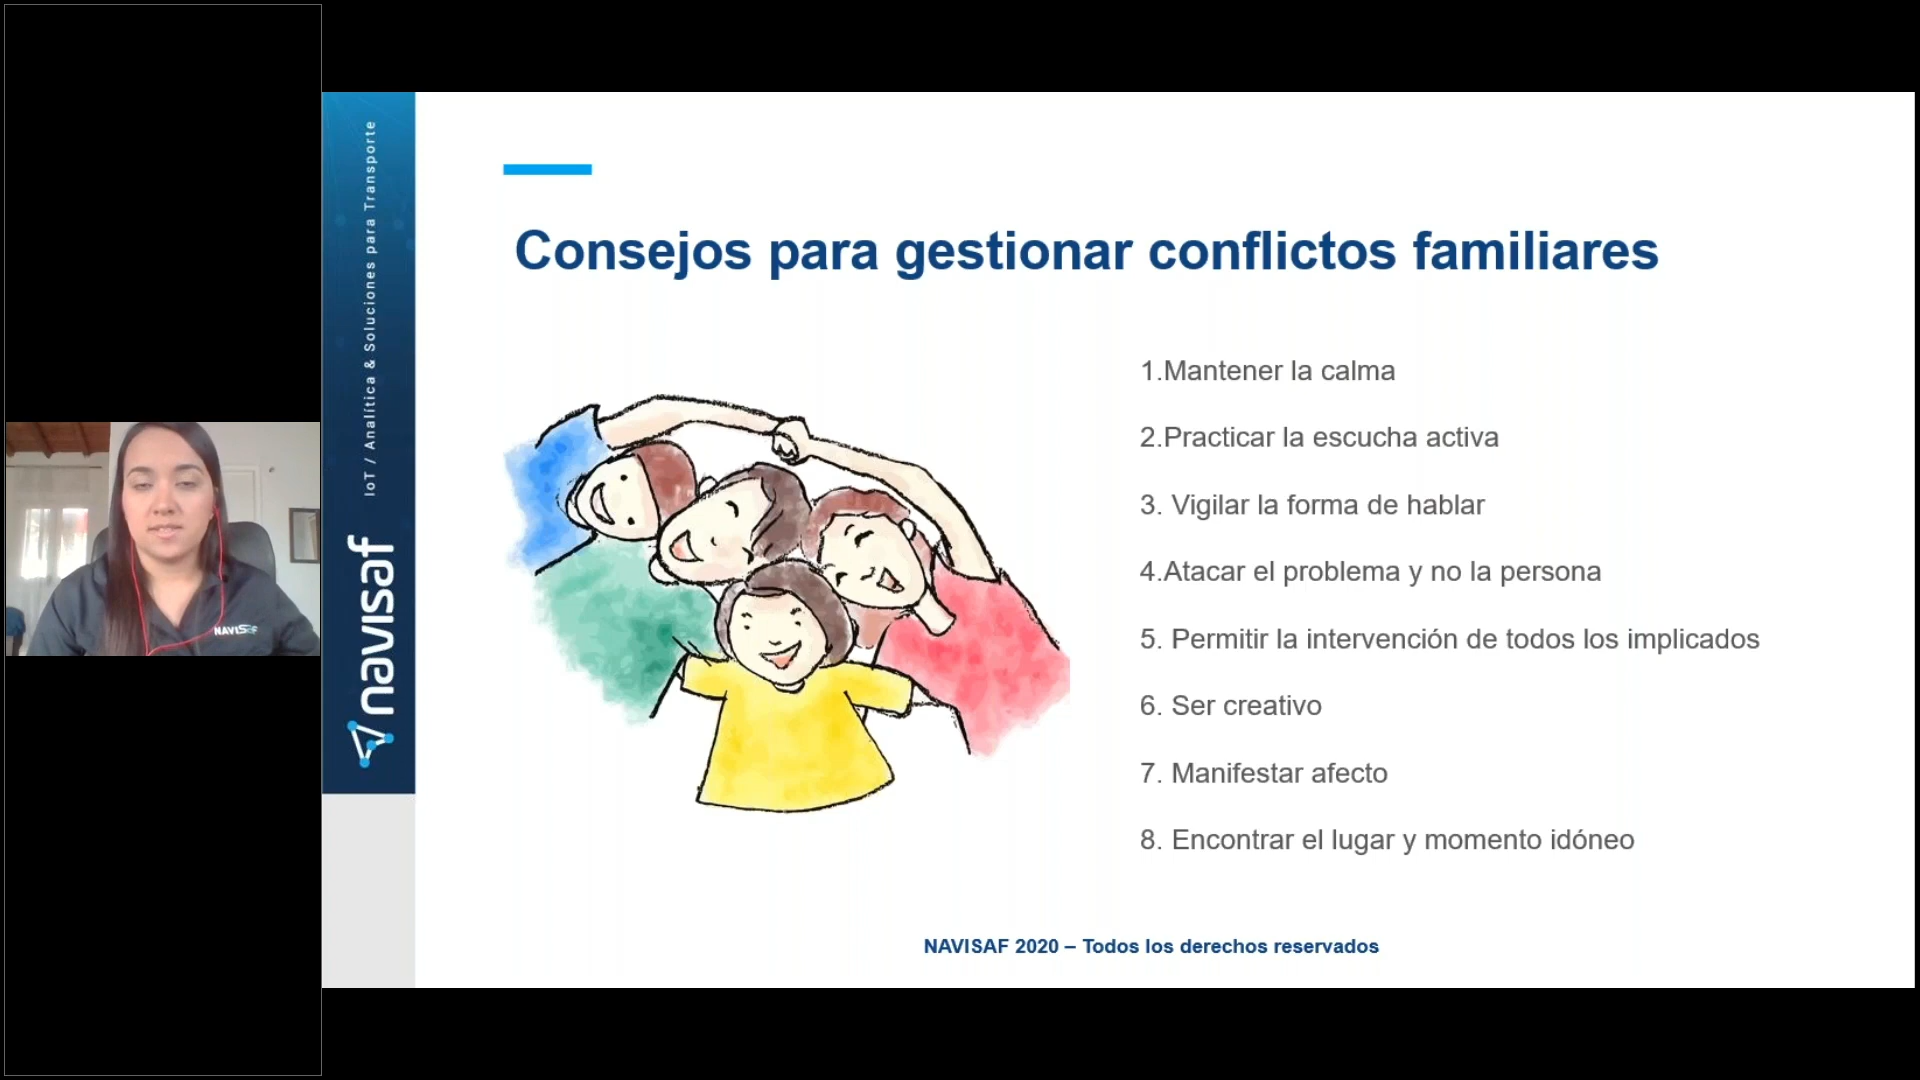 IoT / Analítica & Soluciones para Transporte
navisaf
NAVISAF
Consejos para gestionar conflictos familiares
1.Mantener la calma
2.Practicar la escucha activa
3. Vigilar la forma de hablar
4.Atacar el problema y no la persona
5. Permitir la intervención de todos los implicados
6. Ser creativo
7. Manifestar afecto
8. Encontrar el lugar y momento idóneo
NAVISAF 2020 – Todos los derechos reservados